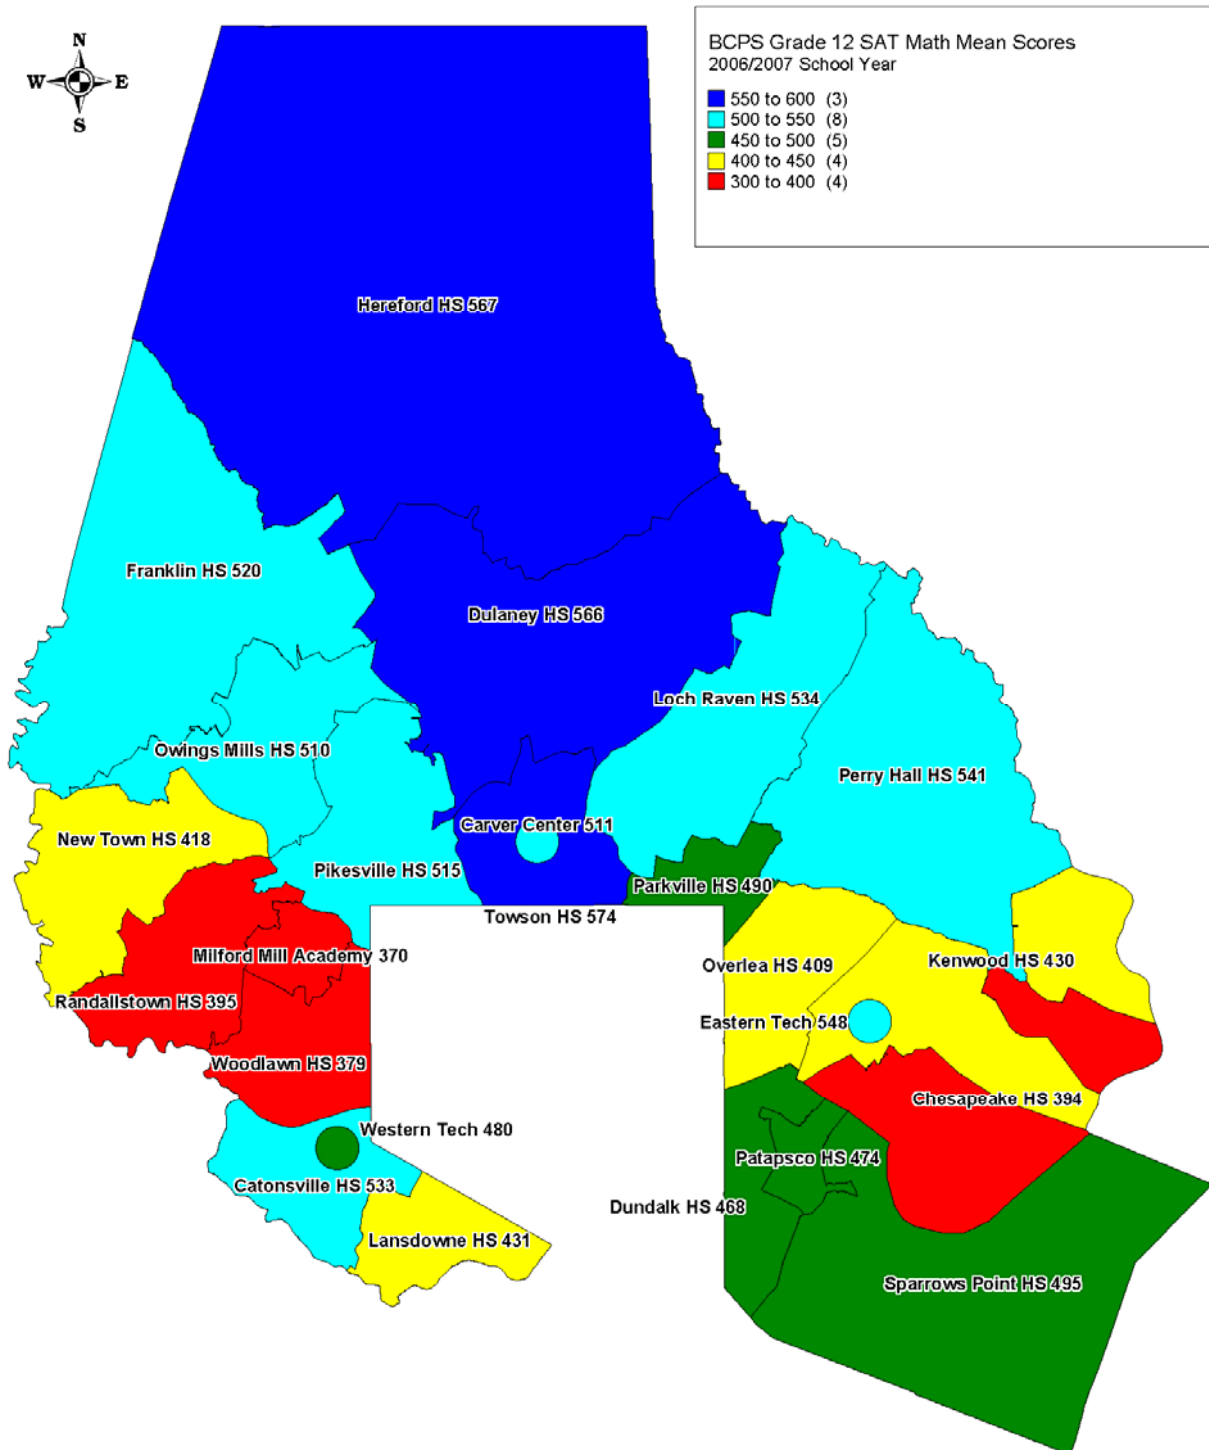 N
W E
S
BCPS Grade 12 SAT Math Mean Scores
2006/2007 School Year
550 to 600 (3)
500 to 550 (8)
450 to 500 (5)
400 to 450 (4)
300 to 400 (4)
Hereford HS 567
Franklin HS 520
Dulaney HS 566
Loch Raven HS 534
Owings Mills HS 510
Perry Hall HS 541
Carver Center 511
New Town HS 418
Pikesville HS 515
Parkville HS 490
Towson HS 574
Milford Mill Academy 370
Overlea HS 409
Kenwood HS 430
Randallstown HS 395
Eastern Tech 548
Woodlawn HS 379
Chesapeake HS 394
Western Tech 480
Patapsco HS 474
Catonsville HS 533
Dundalk HS 468
Lansdowne HS 431
Sparrows Point HS 495